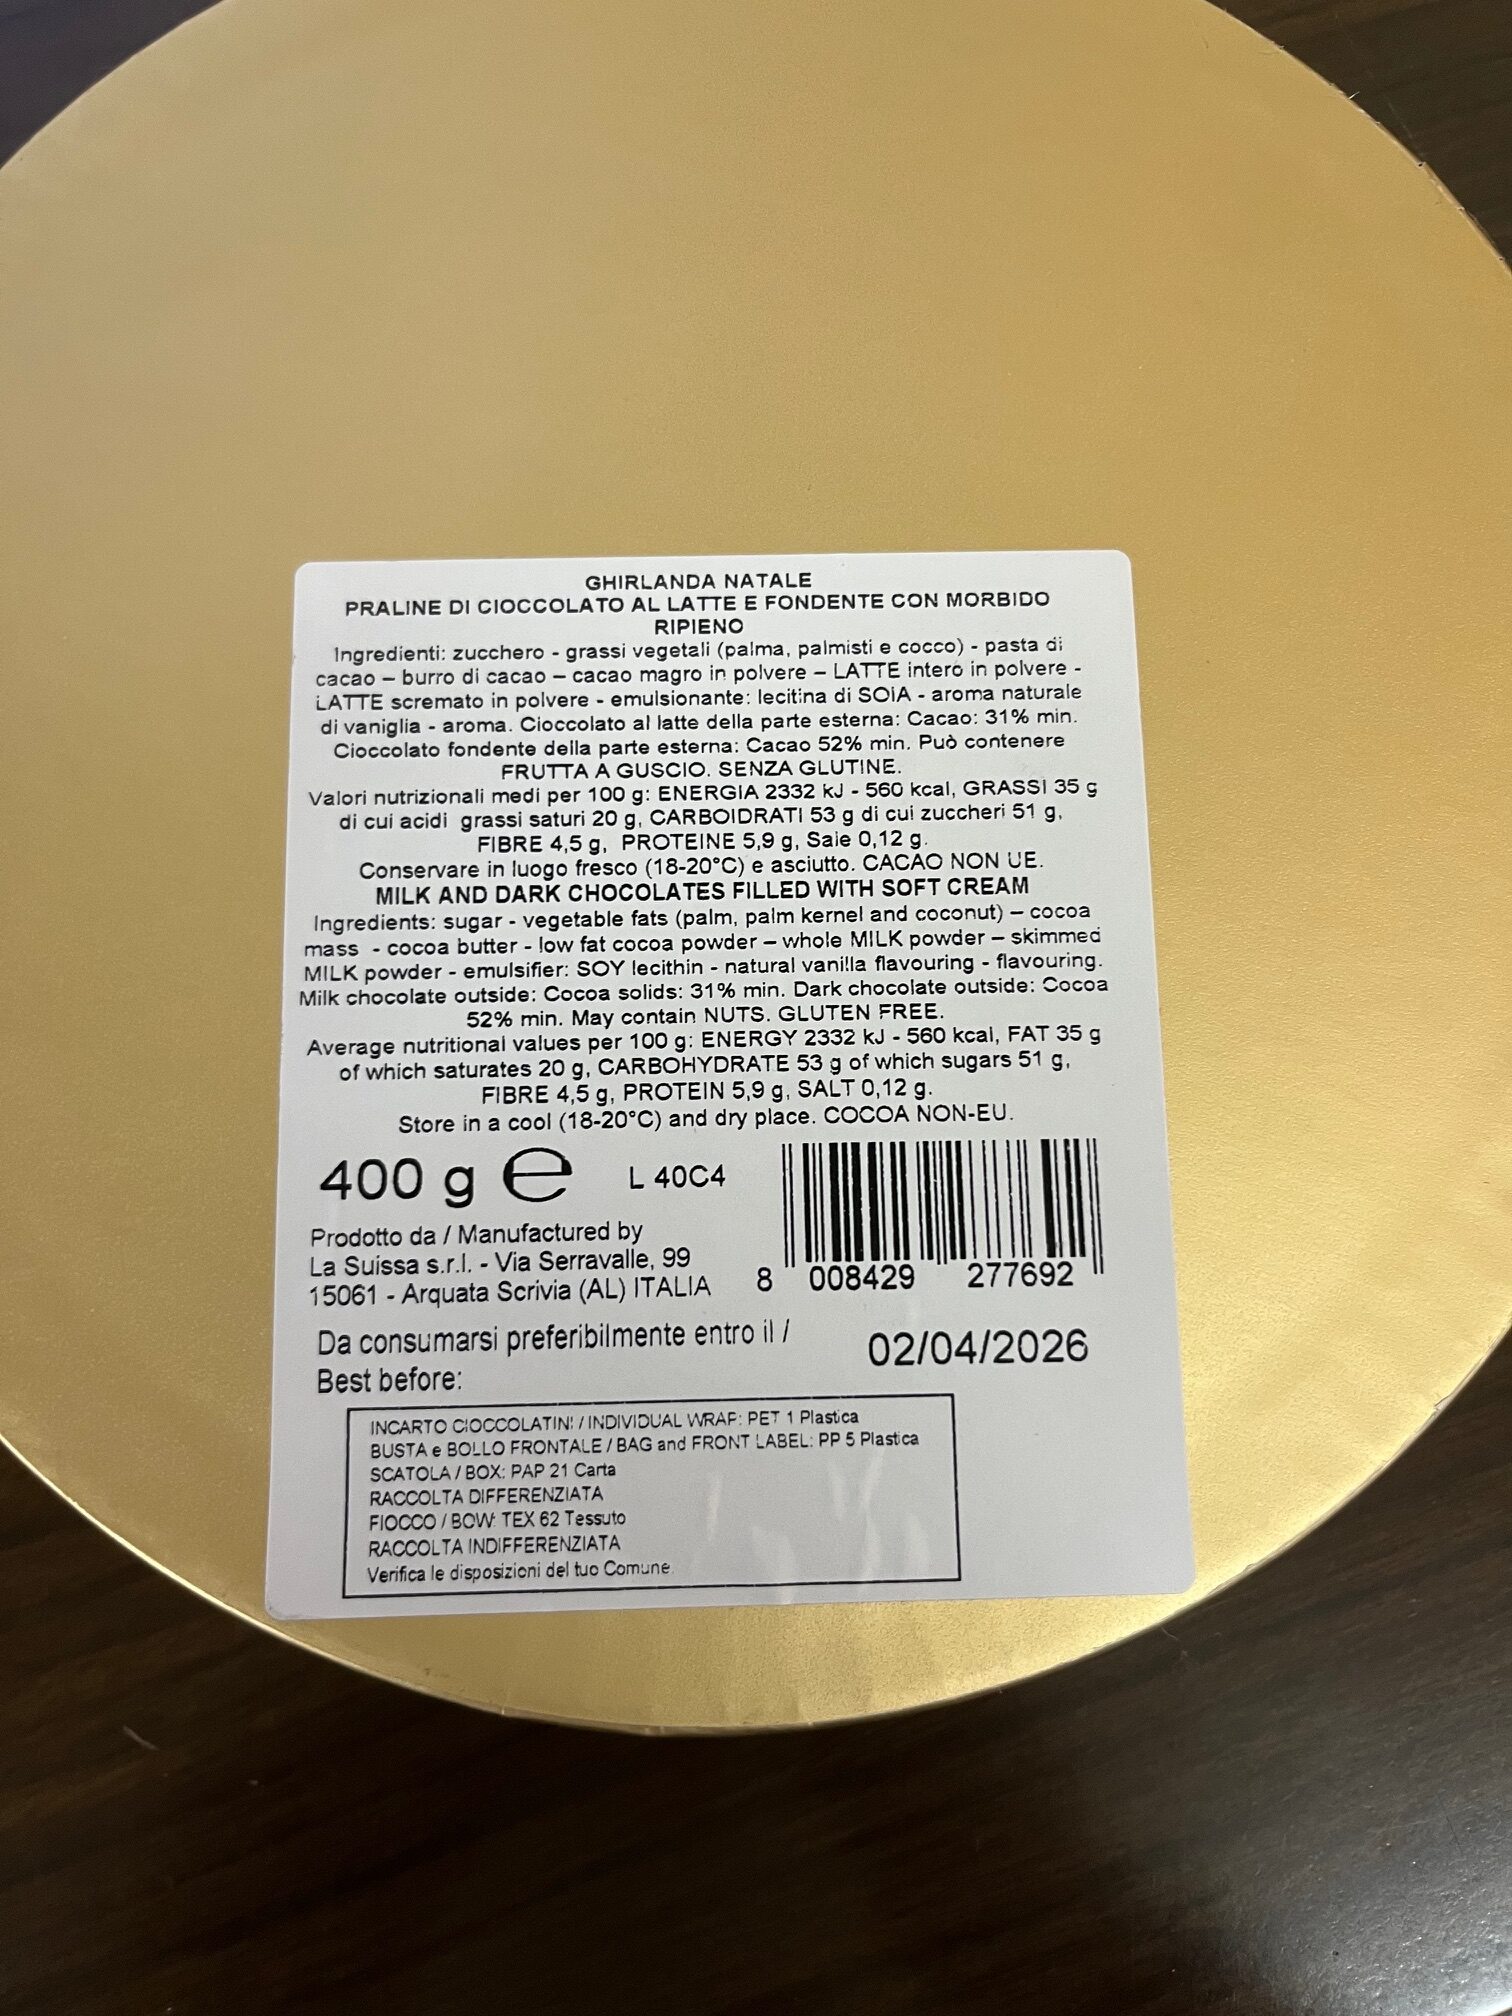 GHIRLANDA NATALE
PRALINE DI CIOCCOLATO AL LATTE E FONDENTE CON MORBIDO
RIPIENO
Ingredienti: zucchero - grassi vegetali (palma, palmisti e cocco) - pasta di
cacao – burro di cacao – cacao magro in polvere – LATTE intero in polvere -
LATTE scremato in polvere - emulsionante: lecitina di SOIA - aroma naturale
di vaniglia - aroma. Cioccolato al latte della parte esterna: Cacao: 31% min.
Cioccolato fondente della parte esterna: Cacao 52% min. Può contenere
FRUTTA A GUSCIO. SENZA GLUTINE.
Valori nutrizionali medi per 100 g: ENERGIA 2332 kJ - 560 kcal, GRASSI 35 g
di cui acidi grassi saturi 20 g, CARBOIDRATI 53 g di cui zuccheri 51 g,
FIBRE 4,5 g, PROTEINE 5,9 g, Sale 0,12 g.
Conservare in luogo fresco (18-20°C) e asciutto. CACAO NON UE.
MILK AND DARK CHOCOLATES FILLED WITH SOFT CREAM
Ingredients: sugar - vegetable fats (palm, palm kernel and coconut) – cocoa
mass - cocoa butter - low fat cocoa powder – whole MILK powder – skimmed
MILK powder - emulsifier: SOY lecithin - natural vanilla flavouring - flavouring.
Milk chocolate outside: Cocoa solids: 31% min. Dark chocolate outside: Cocoa
52% min. May contain NUTS. GLUTEN FREE.
Average nutritional values per 100 g: ENERGY 2332 kJ - 560 kcal, FAT 35 g
of which saturates 20 g, CARBOHYDRATE 53 g of which sugars 51 g,
FIBRE 4,5 g, PROTEIN 5,9 g, SALT 0,12 g.
Store in a cool (18-20°C) and dry place. COCOA NON-EU.
400 g e L 40C4
Prodotto da / Manufactured by
La Suissa s.r.l. - Via Serravalle, 99
15061 - Arquata Scrivia (AL) ITALIA
8 008429 277692
Da consumarsi preferibilmente entro il /
Best before:
02/04/2026
INCARTO CIOCCOLATINI / INDIVIDUAL WRAP: PET 1 Plastica
BUSTA e BOLLO FRONTALE / BAG and FRONT LABEL: PP 5 Plastica
SCATOLA / BOX: PAP 21 Carta
RACCOLTA DIFFERENZIATA
FIOCCO / BOW: TEX 62 Tessuto
RACCOLTA INDIFFERENZIATA
Verifica le disposizioni del tuo Comune.